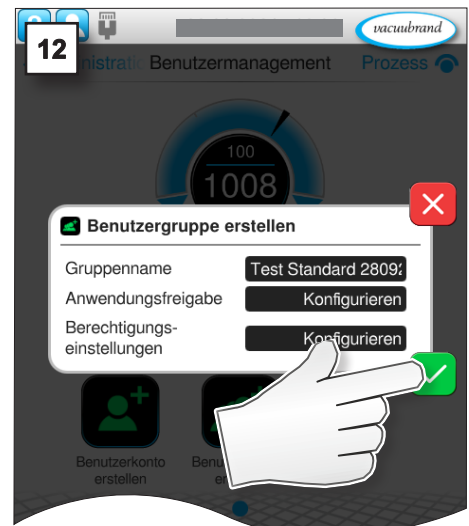 vacuubrand
12
Benutzermanagement Prozess
100
1008
Benutzergruppe erstellen
Gruppenname Test Standard 2809
Anwendungsfreigabe Konfigurieren
Berechtigungs-
einstellungen Konfigurieren
Benutzerkonto
erstellen